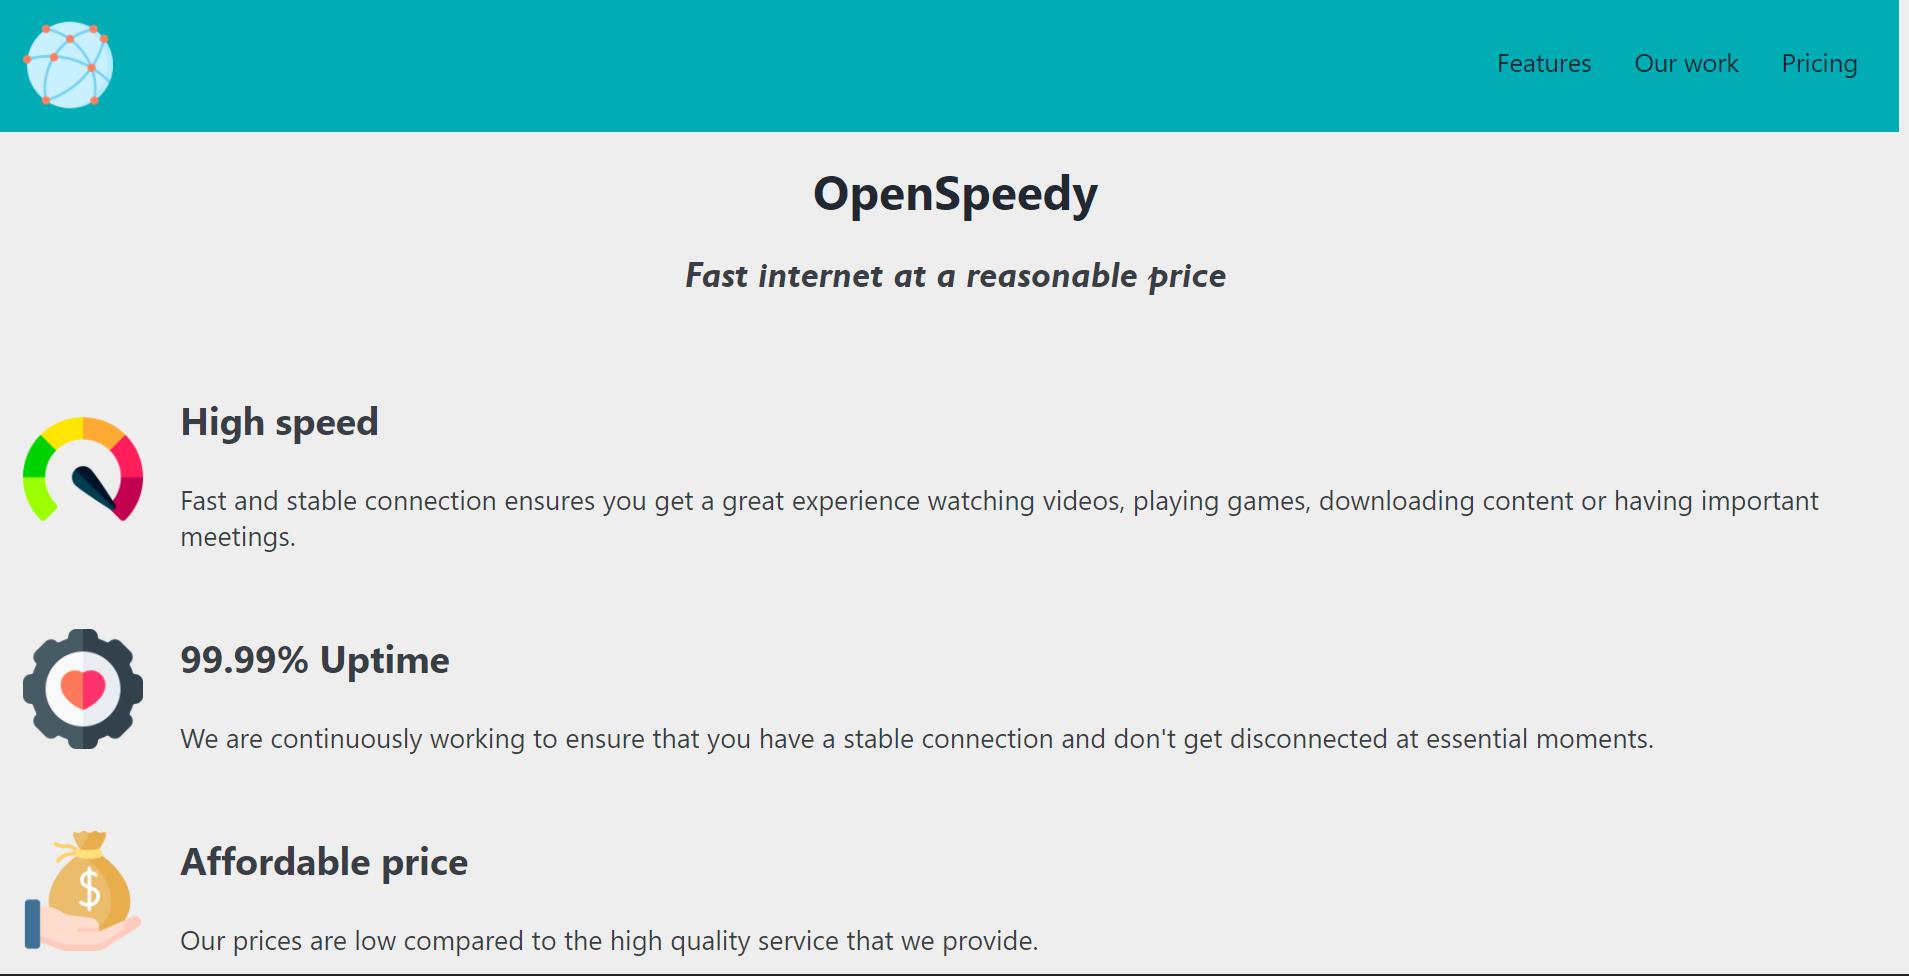 Features Our work Pricing
OpenSpeedy
Fast internet at a reasonable price
High speed
Fast and stable connection ensures you get a great experience watching videos, playing games, downloading content or having important
meetings.
99.99% Uptime
We are continuously working to ensure that you have a stable connection and don't get disconnected at essential moments.
Affordable price
$
Our prices are low compared to the high quality service that we provide.